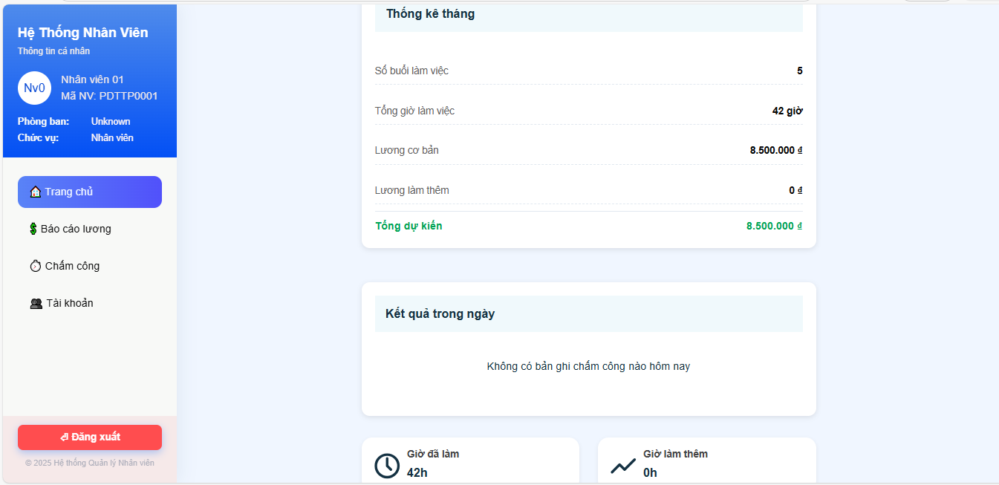 Hệ Thống Nhân Viên
Thông tin cá nhân
Nv0
Nhân viên 01
Mã NV: PDTTP0001
Phòng ban: Unknown
Chức vụ: Nhân viên
Trang chủ
Báo cáo lương
Chấm công
Tài khoản
Đăng xuất
© 2025 Hệ thống Quản lý Nhân viên
Thống kê tháng
Số buổi làm việc 5
Tổng giờ làm việc 42 giờ
Lương cơ bản 8.500.000 ₫
Lương làm thêm 0 ₫
Tổng dự kiến 8.500.000 ₫
Kết quả trong ngày
Không có bản ghi chấm công nào hôm nay
Giờ đã làm
42h
Giờ làm thêm
0h